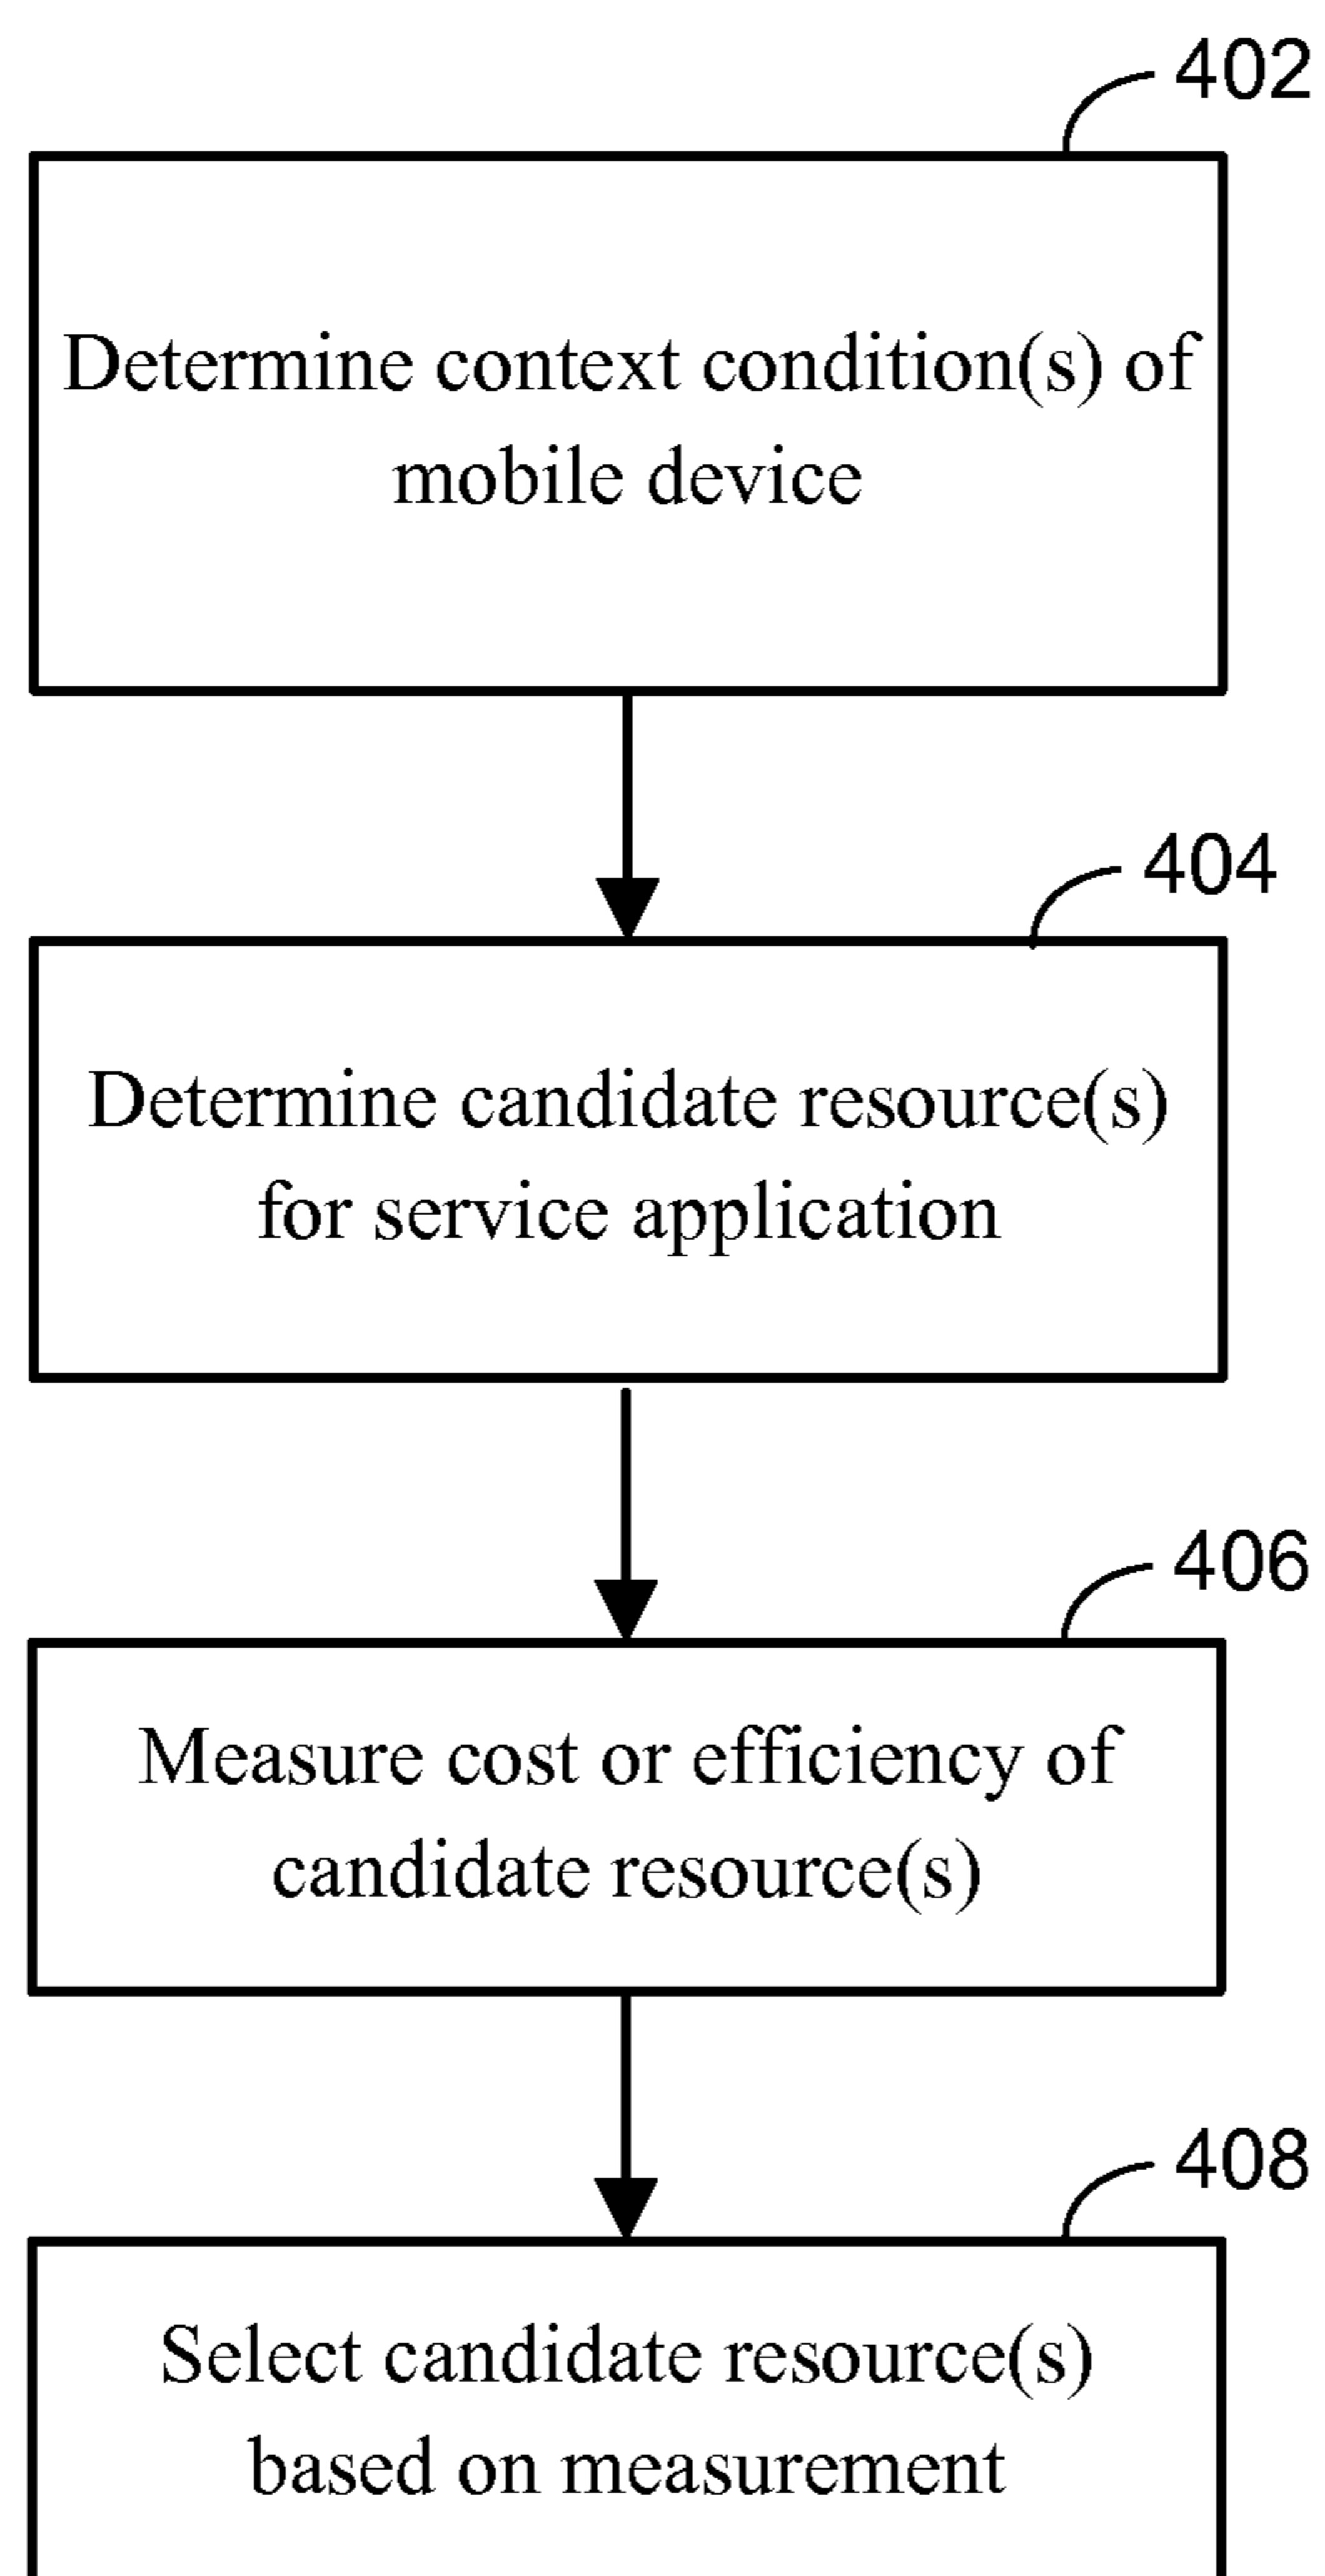 402
Determine context condition(s) of
mobile device
404
Determine candidate resource(s)
for service application
406
Measure cost or efficiency of
candidate resource(s)
408
Select candidate resource(s)
based on measurement